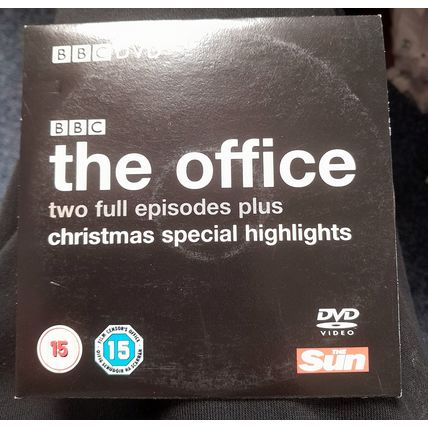 BBC DVD
BBC
the office
two full episodes plus
christmas special highlights
DVD
VIDEO
15
15
THE
Sun